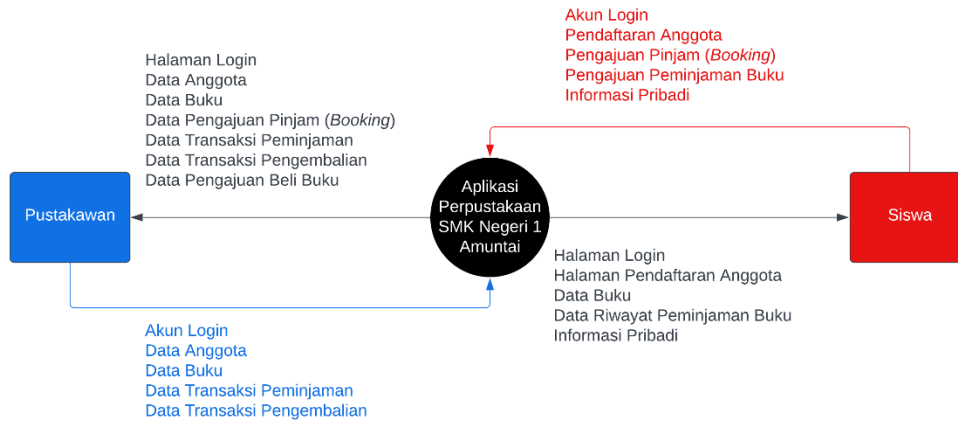 Akun Login
Pendaftaran Anggota
Pengajuan Pinjam (Booking)
Pengajuan Peminjaman Buku
Informasi Pribadi
Halaman Login
Data Anggota
Data Buku
Data Pengajuan Pinjam (Booking)
Data Transaksi Peminjaman
Data Transaksi Pengembalian
Data Pengajuan Beli Buku
Pustakawan
Aplikasi
Perpustakaan
SMK Negeri 1
Amuntai
Siswa
Halaman Login
Halaman Pendaftaran Anggota
Data Buku
Data Riwayat Peminjaman Buku
Informasi Pribadi
Akun Login
Data Anggota
Data Buku
Data Transaksi Peminjaman
Data Transaksi Pengembalian